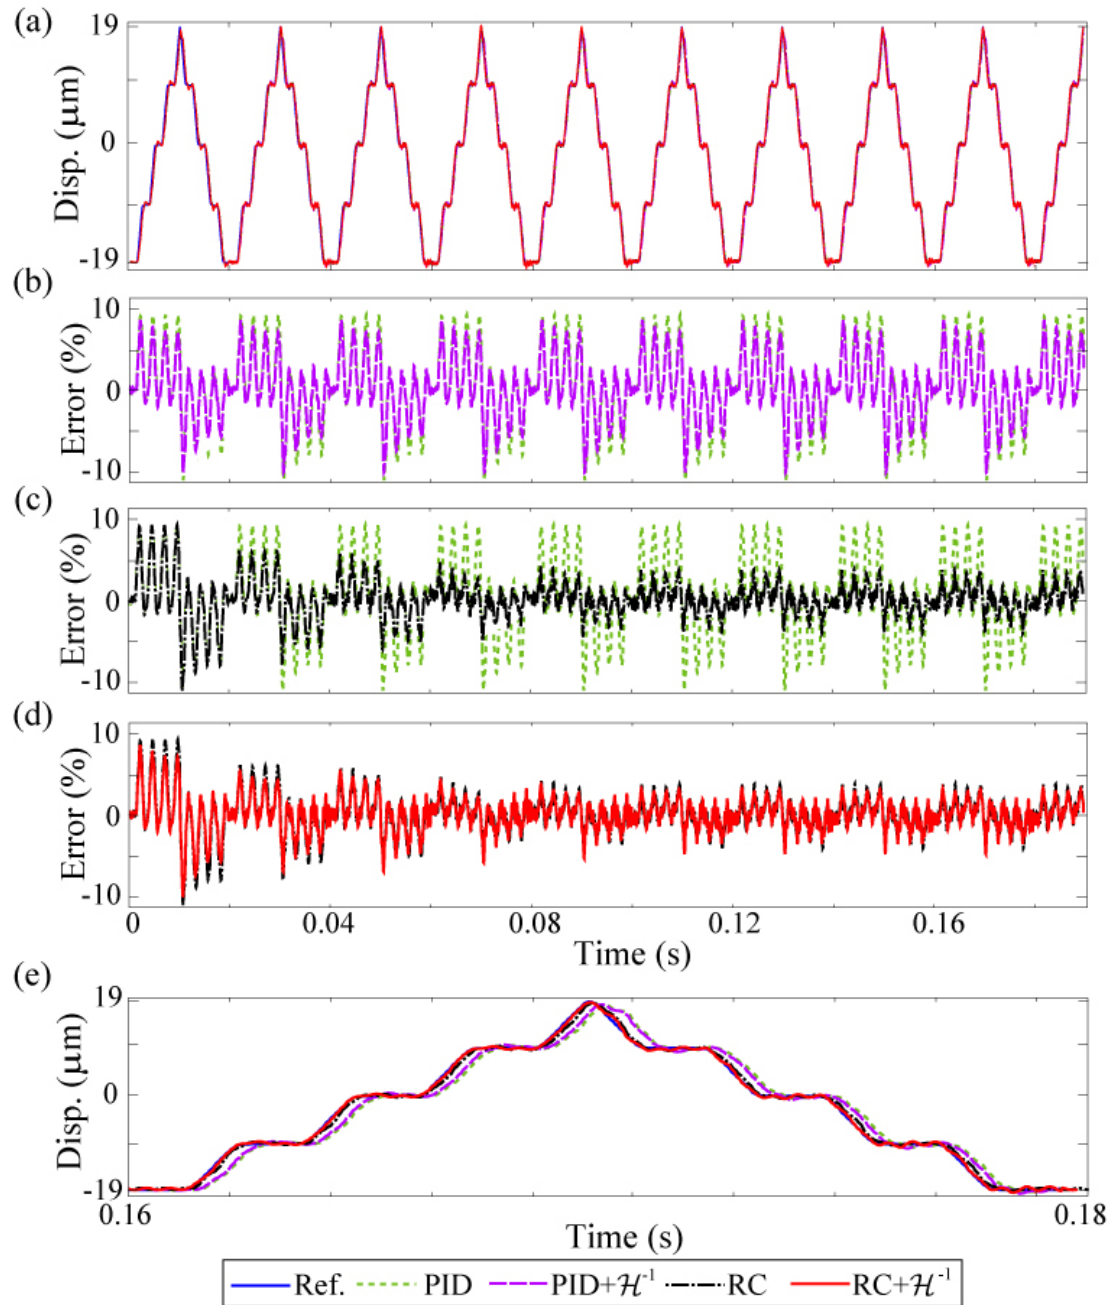 (a)
19
0
-19
Disp. (μm)
(b)
10
0
-10
Error (%)
(c)
10
0
-10
Error (%)
(d)
10
0
-10
Error (%)
0 0.04 0.08 0.12 0.16
Time (s)
(e)
19
0
-19
Disp. (μm)
0.16 0.18
Time (s)
Ref. PID PID+ℋ⁻¹ RC RC+ℋ⁻¹